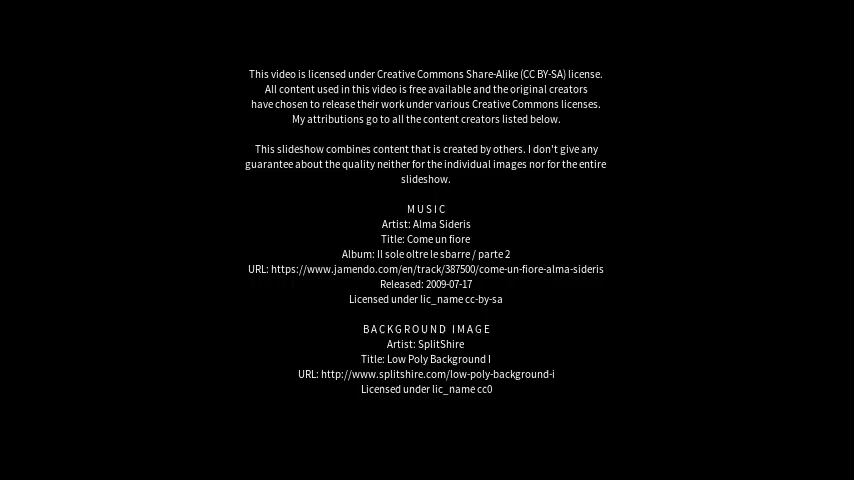 This video is licensed under Creative Commons Share-Alike (CC BY-SA) license.
All content used in this video is free available and the original creators
have chosen to release their work under various Creative Commons licenses.
My attributions go to all the content creators listed below.
This slideshow combines content that is created by others. I don't give any
guarantee about the quality neither for the individual images nor for the entire
slideshow.
MUSIC
Artist: Alma Sideris
Title: Come un fiore
Album: Il sole oltre le sbarre / parte 2
URL: https://www.jamendo.com/en/track/387500/come-un-fiore-alma-sideris
Released: 2009-07-17
Licensed under lic_name cc-by-sa
BACKGROUND IMAGE
Artist: SplitShire
Title: Low Poly Background I
URL: http://www.splitshire.com/low-poly-background-i
Licensed under lic_name cc0